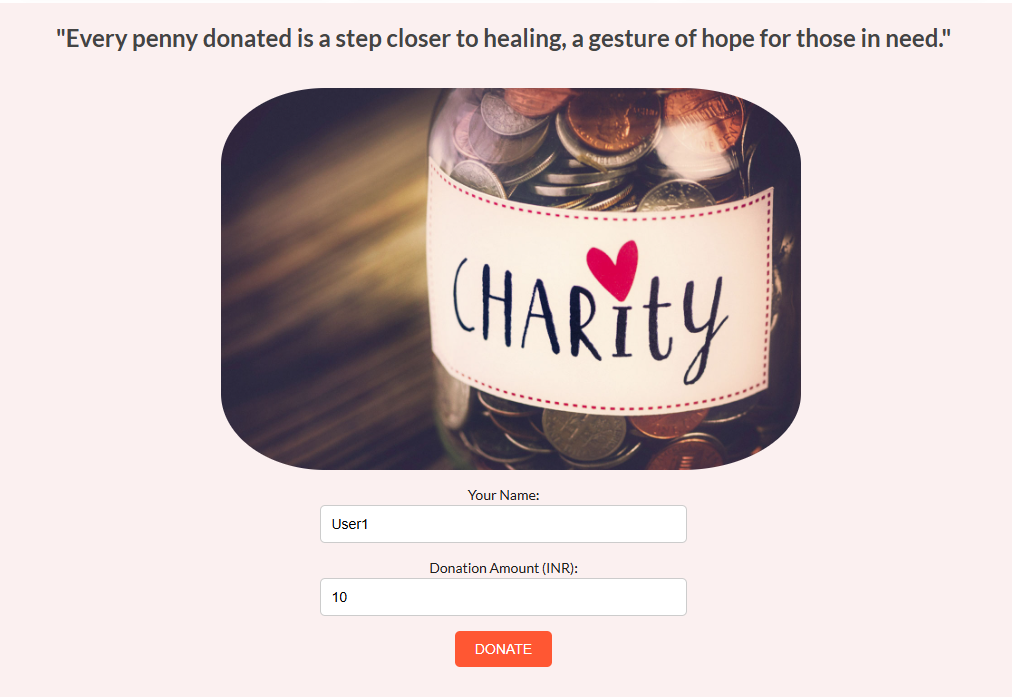 "Every penny donated is a step closer to healing, a gesture of hope for those in need."
CHARITY
Your Name:
User1
Donation Amount (INR):
10
DONATE